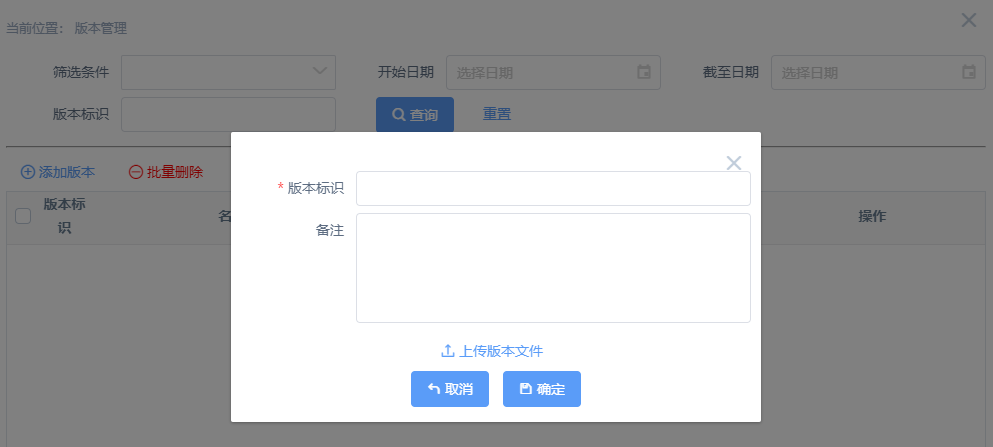 当前位置： 版本管理
筛选条件
开始日期 选择日期
截至日期 选择日期
版本标识
查询 重置
添加版本 批量删除
版本标
识
名
操作
* 版本标识
备注
上传版本文件
取消 确定